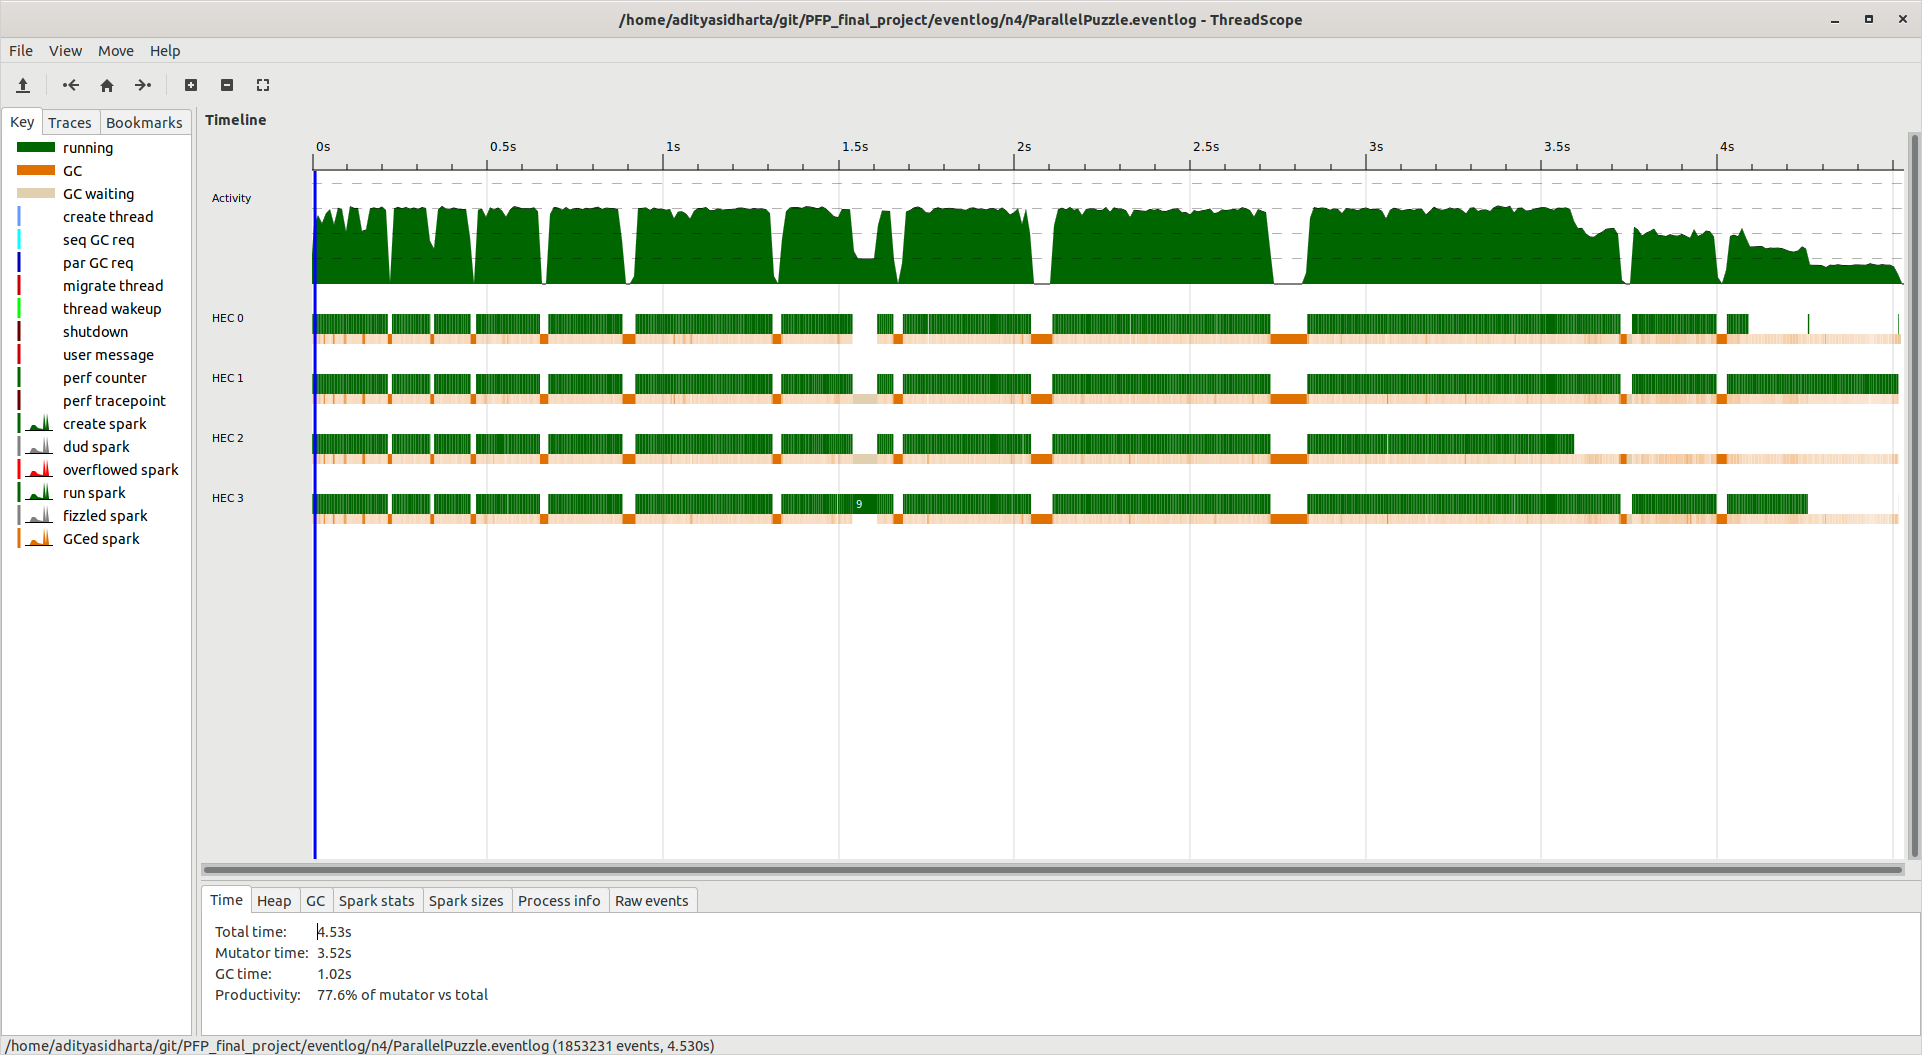 /home/adityasidharta/git/PFP_final_project/eventlog/n4/ParallelPuzzle.eventlog - ThreadScope
File View Move Help
Key Traces Bookmarks
running
GC
GC waiting
create thread
seq GC req
par GC req
migrate thread
thread wakeup
shutdown
user message
perf counter
perf tracepoint
create spark
dud spark
overflowed spark
run spark
fizzled spark
GCed spark
Timeline
0s 0.5s 1s 1.5s 2s 2.5s 3s 3.5s 4s
Activity
HEC 0
HEC 1
HEC 2
HEC 3
9
Time Heap GC Spark stats Spark sizes Process info Raw events
Total time: 4.53s
Mutator time: 3.52s
GC time: 1.02s
Productivity: 77.6% of mutator vs total
/home/adityasidharta/git/PFP_final_project/eventlog/n4/ParallelPuzzle.eventlog (1853231 events, 4.530s)